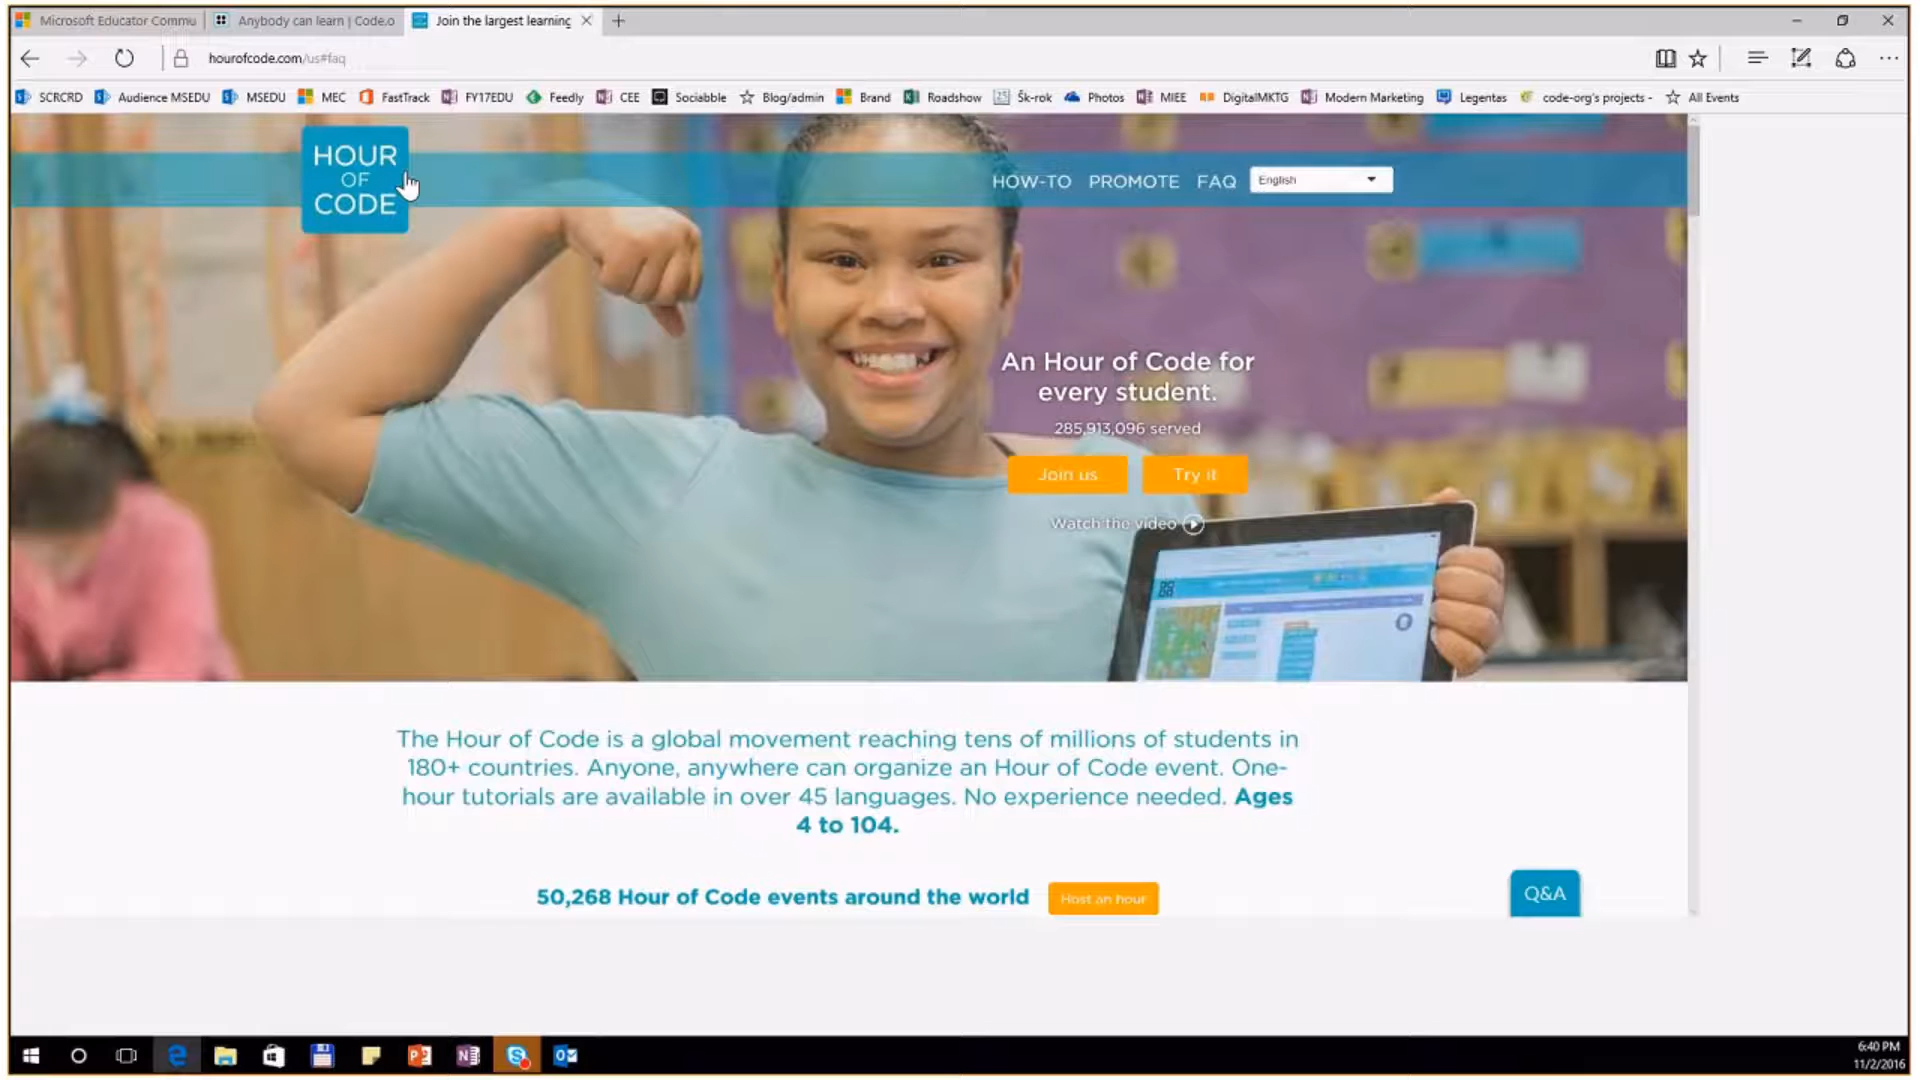 Microsoft Educator Commu
Anybody can learn | Code.o
Join the largest learning
hourofcode.com/us#faq
SCRCRD
Audience MSEDU
MSEDU
MEC
FastTrack
FY17EDU
Feedly
CEE
Sociabble
Blog/admin
Brand
Roadshow
Šk-rok
Photos
MIEE
DigitalMKTG
Modern Marketing
Legentas
code-org's projects -
All Events
HOUR
OF
CODE
HOW-TO
PROMOTE
FAQ
English
An Hour of Code for
every student.
285,913,096 served
Join us
Try it
Watch the video
The Hour of Code is a global movement reaching tens of millions of students in
180+ countries. Anyone, anywhere can organize an Hour of Code event. One-
hour tutorials are available in over 45 languages. No experience needed. Ages
4 to 104.
50,268 Hour of Code events around the world
Host an hour
Q&A
6:40 PM
11/2/2016